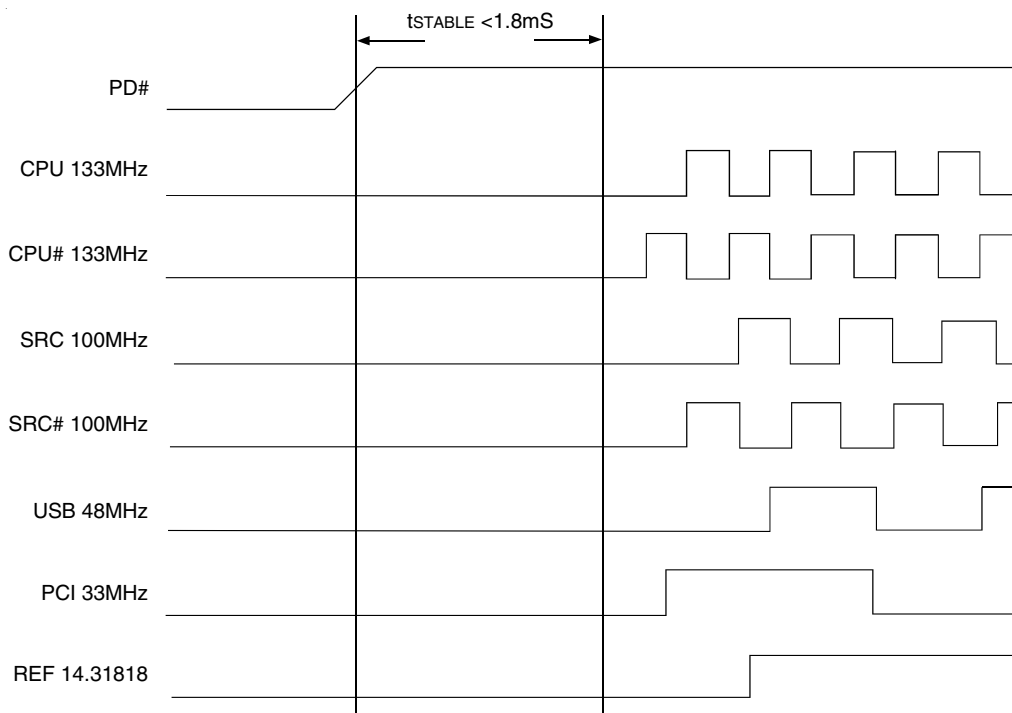 tSTABLE <1.8mS
PD#
CPU 133MHz
CPU# 133MHz
SRC 100MHz
SRC# 100MHz
USB 48MHz
PCI 33MHz
REF 14.31818